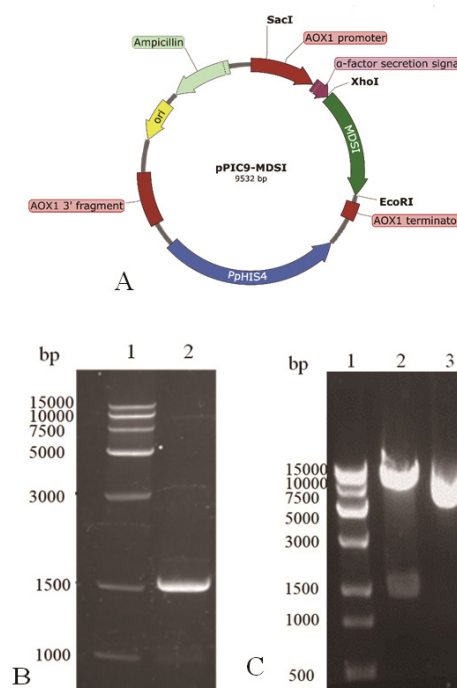 SacI
Ampicillin
AOX1 promoter
α-factor secretion signa
XhoI
ori
MDSI
pPIC9-MDSI
9532 bp
EcoRI
AOX1 3' fragment
AOX1 terminato
PpHIS4
A
bp 1 2
15000
10000
7500
5000
3000
1500
1000
B
bp 1 2 3
15000
10000
7500
5000
3000
1500
1000
500
C